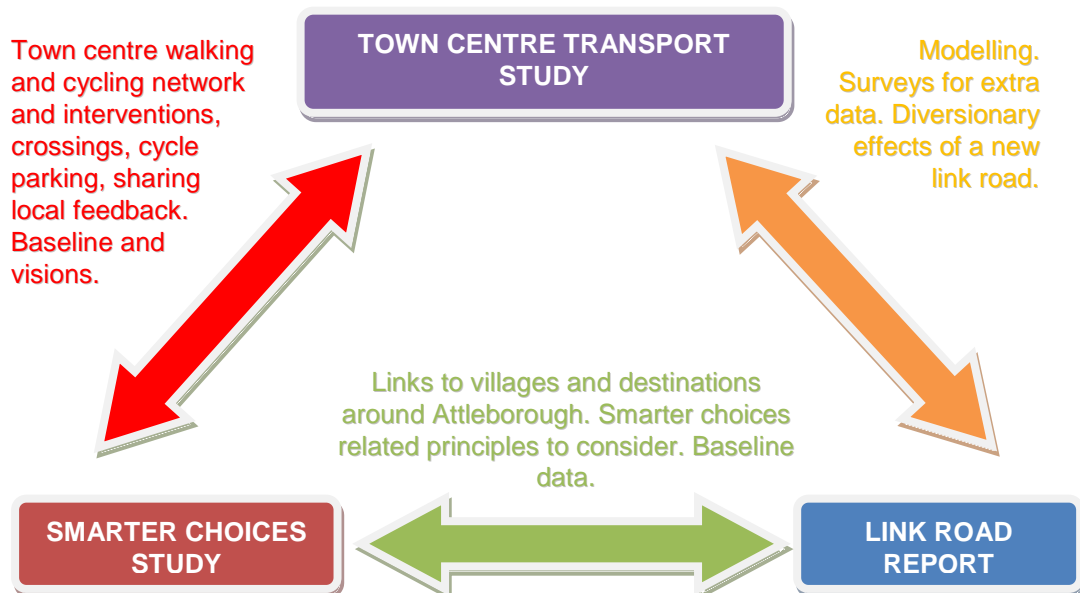 TOWN CENTRE TRANSPORT
STUDY
Town centre walking
and cycling network
and interventions,
crossings, cycle
parking, sharing
local feedback.
Baseline and
visions.
Modelling.
Surveys for extra
data. Diversionary
effects of a new
link road.
Links to villages and destinations
around Attleborough. Smarter choices
related principles to consider. Baseline
data.
SMARTER CHOICES
STUDY
LINK ROAD
REPORT